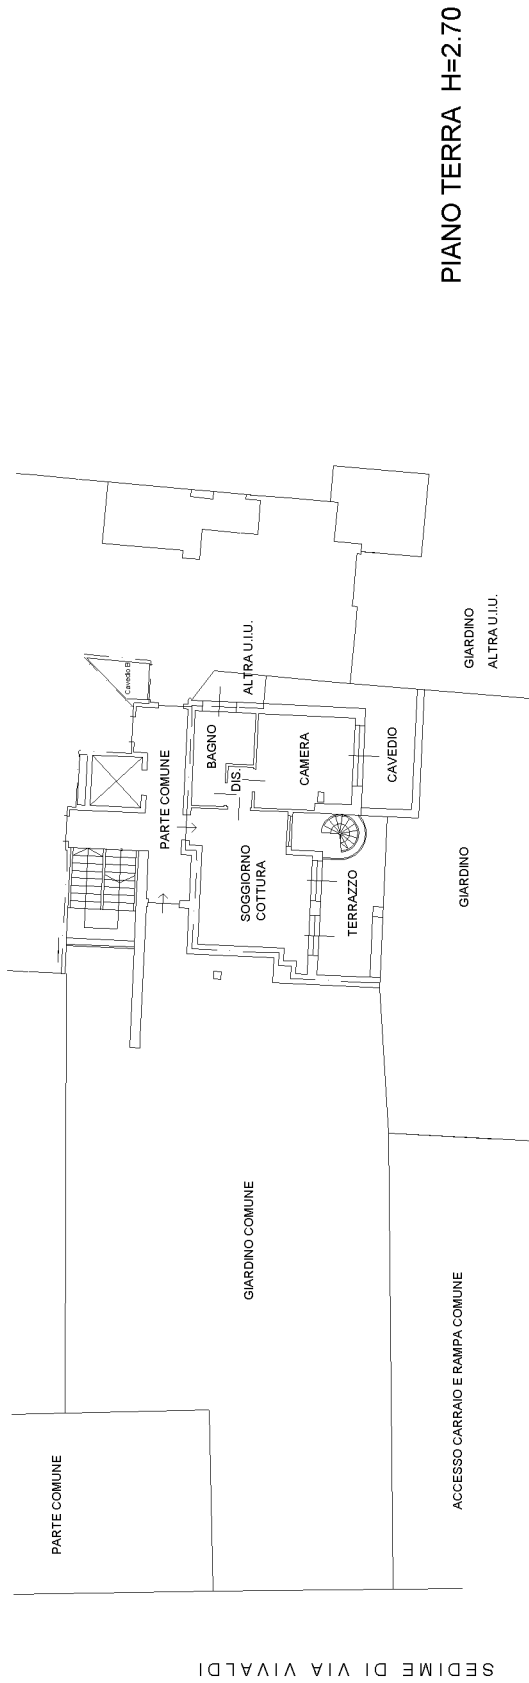 PIANO TERRA H=2.70
GIARDINO
ALTRA U.I.U.
ALTRA U.I.U.
Cavedio B
BAGNO
DIS.
CAMERA
CAVEDIO
PARTE COMUNE
SOGGIORNO
COTTURA
TERRAZZO
GIARDINO
GIARDINO COMUNE
ACCESSO CARRAIO E RAMPA COMUNE
PARTE COMUNE
SEDIME DI VIA VIVALDI